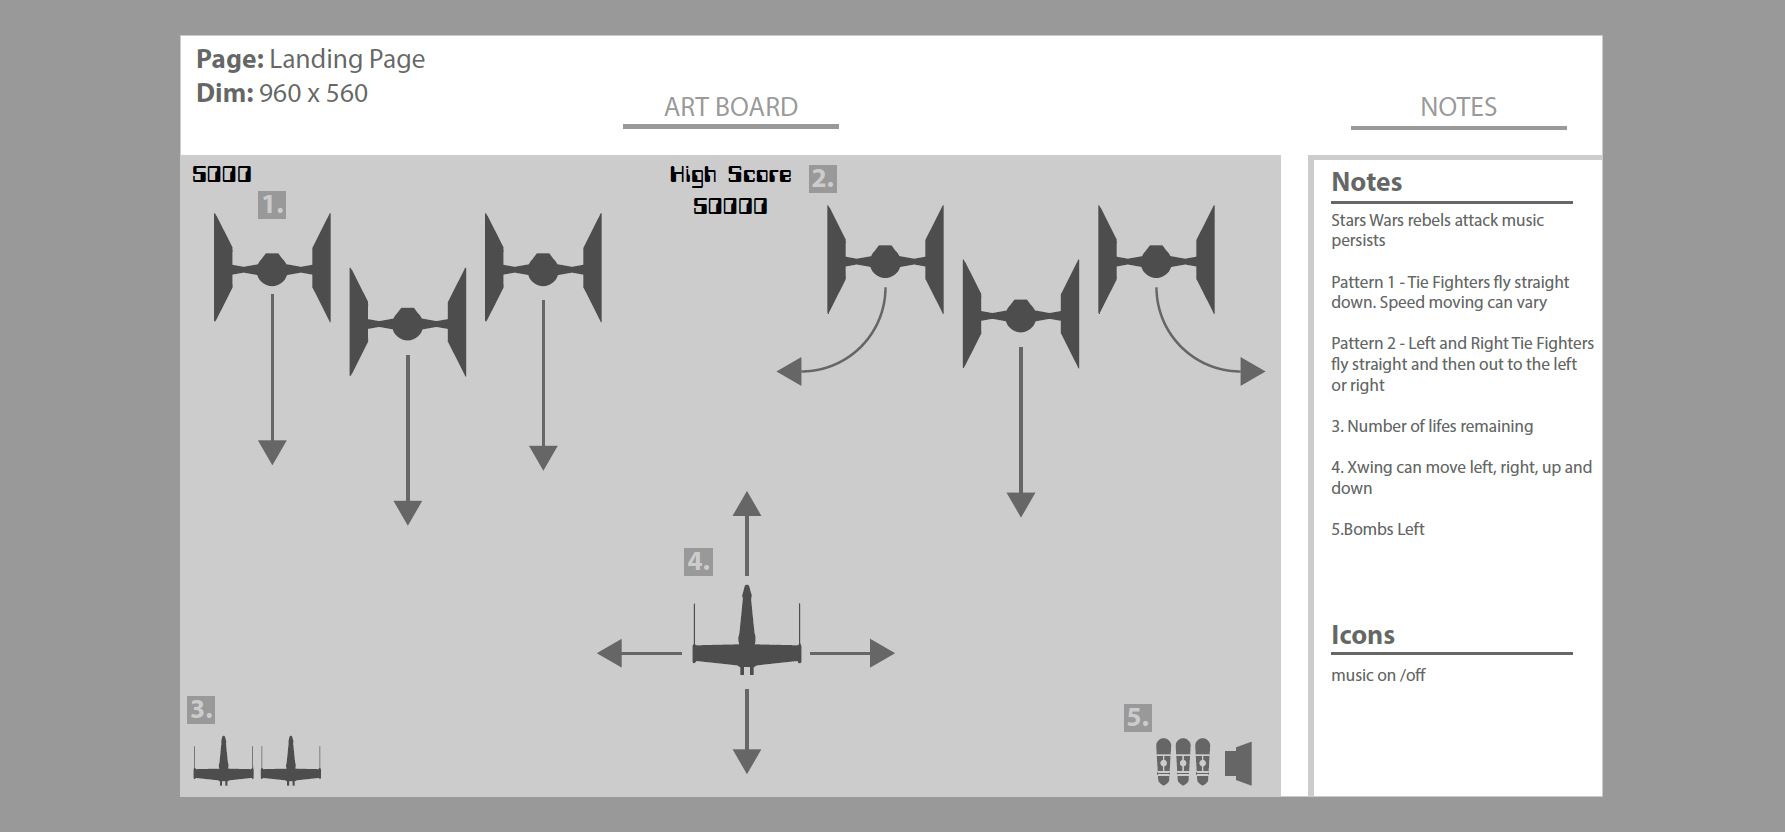 Page: Landing Page
Dim: 960 x 560
ART BOARD
NOTES
5000
High Score
50000
1.
2.
3.
4.
5.
Notes
Stars Wars rebels attack music
persists
Pattern 1 - Tie Fighters fly straight
down. Speed moving can vary
Pattern 2 - Left and Right Tie Fighters
fly straight and then out to the left
or right
3. Number of lifes remaining
4. Xwing can move left, right, up and
down
5.Bombs Left
Icons
music on /off